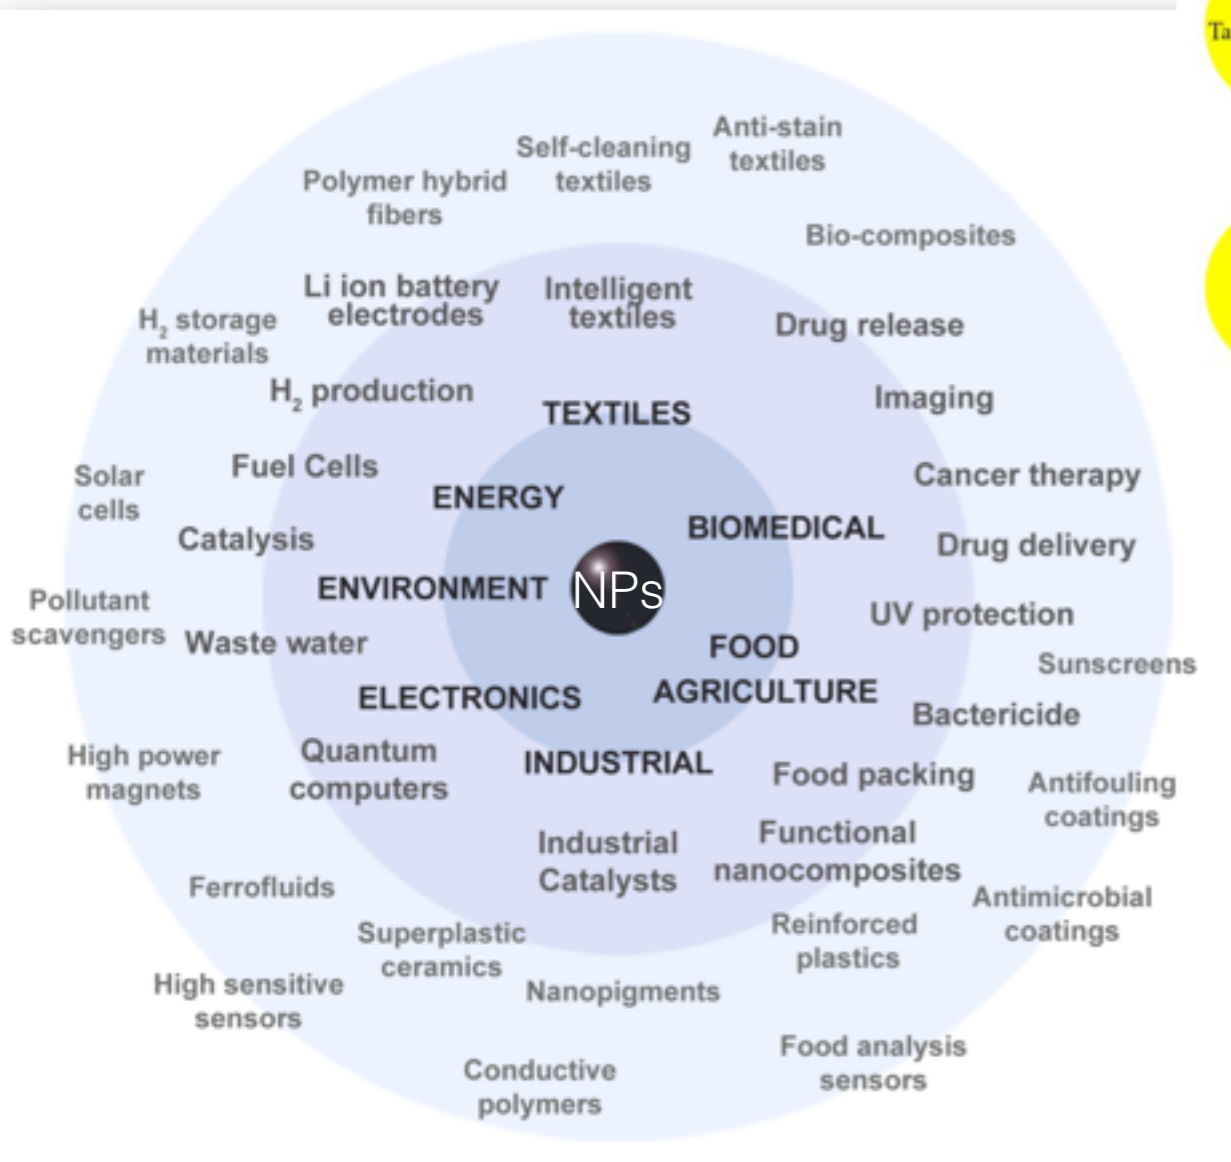 Ta
Anti-stain
textiles
Self-cleaning
textiles
Polymer hybrid
fibers
Bio-composites
Li ion battery
electrodes
Intelligent
textiles
H₂ storage
materials
Drug release
H₂ production
Imaging
TEXTILES
Fuel Cells
Solar
cells
Cancer therapy
ENERGY
BIOMEDICAL
Catalysis
Drug delivery
ENVIRONMENT
NPs
Pollutant
scavengers
UV protection
Waste water
FOOD
AGRICULTURE
Sunscreens
ELECTRONICS
Bactericide
High power
magnets
Quantum
computers
INDUSTRIAL
Food packing
Antifouling
coatings
Industrial
Catalysts
Functional
nanocomposites
Ferrofluids
Antimicrobial
coatings
Superplastic
ceramics
Reinforced
plastics
High sensitive
sensors
Nanopigments
Food analysis
sensors
Conductive
polymers